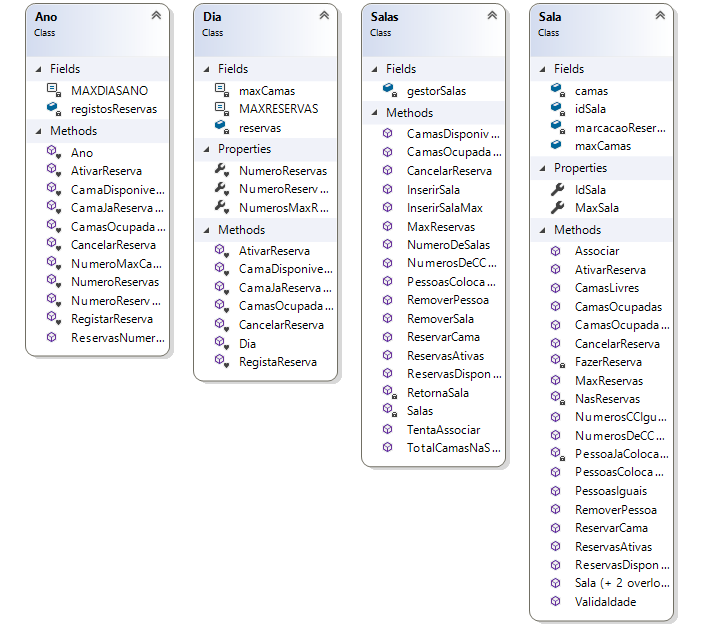 Ano
Class
Fields
MAXDIASANO
registosReservas
Methods
Ano
AtivarReserva
CamaDisponive...
CamaJaReserva...
CamasOcupada...
CancelarReserva
NumeroMaxCa...
NumeroReservas
NumeroReserv...
RegistarReserva
ReservasNumer...
Dia
Class
Fields
maxCamas
MAXRESERVAS
reservas
Properties
NumeroReservas
NumeroReserv...
NumerosMaxR...
Methods
AtivarReserva
CamaDisponive...
CamaJaReserva...
CamasOcupada...
CancelarReserva
Dia
RegistaReserva
Salas
Class
Fields
gestorSalas
Methods
CamasDisponiv...
CamasOcupada...
CancelarReserva
InserirSala
InserirSalaMax
MaxReservas
NumeroDeSalas
NumerosDeCC...
PessoasColoca...
RemoverPessoa
RemoverSala
ReservarCama
ReservasAtivas
ReservasDispon...
RetornaSala
Salas
TentaAssociar
TotalCamasNaS...
Sala
Class
Fields
camas
idSala
marcacaoReser...
maxCamas
Properties
IdSala
MaxSala
Methods
Associar
AtivarReserva
CamasLivres
CamasOcupadas
CamasOcupada...
CancelarReserva
FazerReserva
MaxReservas
NasReservas
NumerosCCIgu...
NumerosDeCC...
PessoaJaColoca...
PessoasColoca...
PessoasIguais
RemoverPessoa
ReservarCama
ReservasAtivas
ReservasDispon...
Sala (+ 2 overlo...
Validaldade